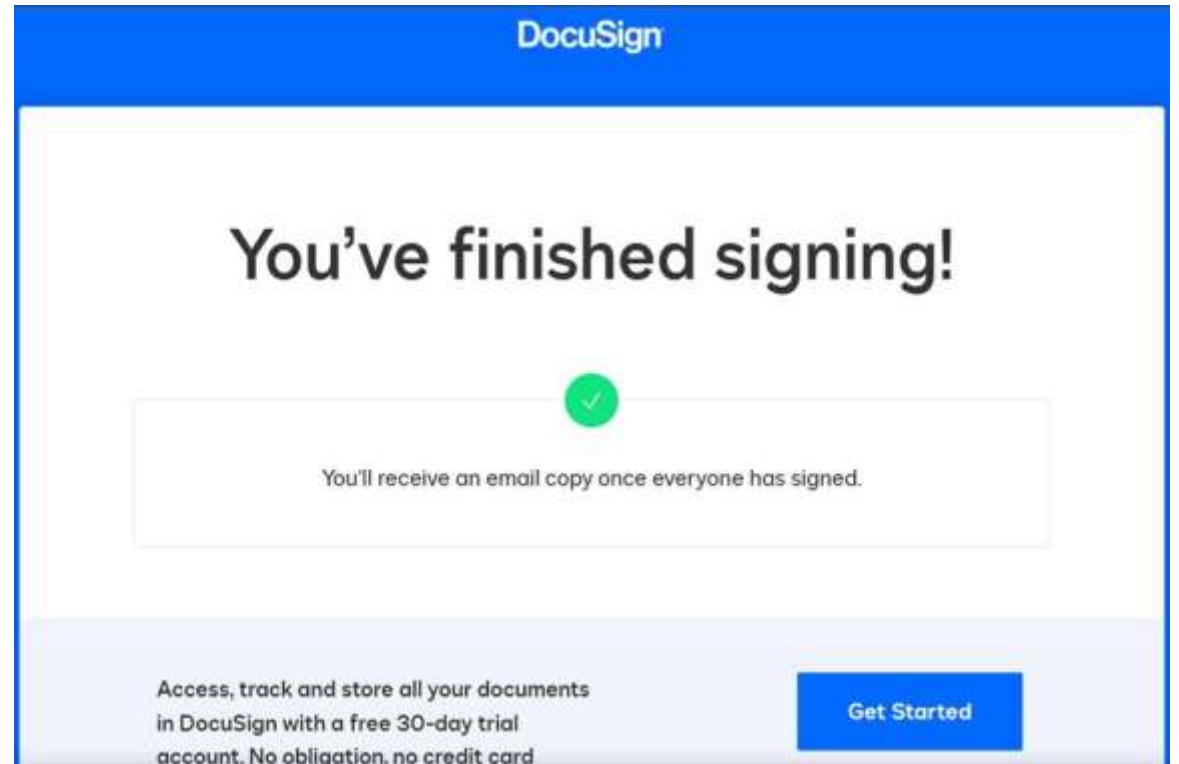 DocuSign
You've finished signing!
You'll receive an email copy once everyone has signed.
Access, track and store all your documents
in DocuSign with a free 30-day trial
account. No obligation, no credit card
Get Started